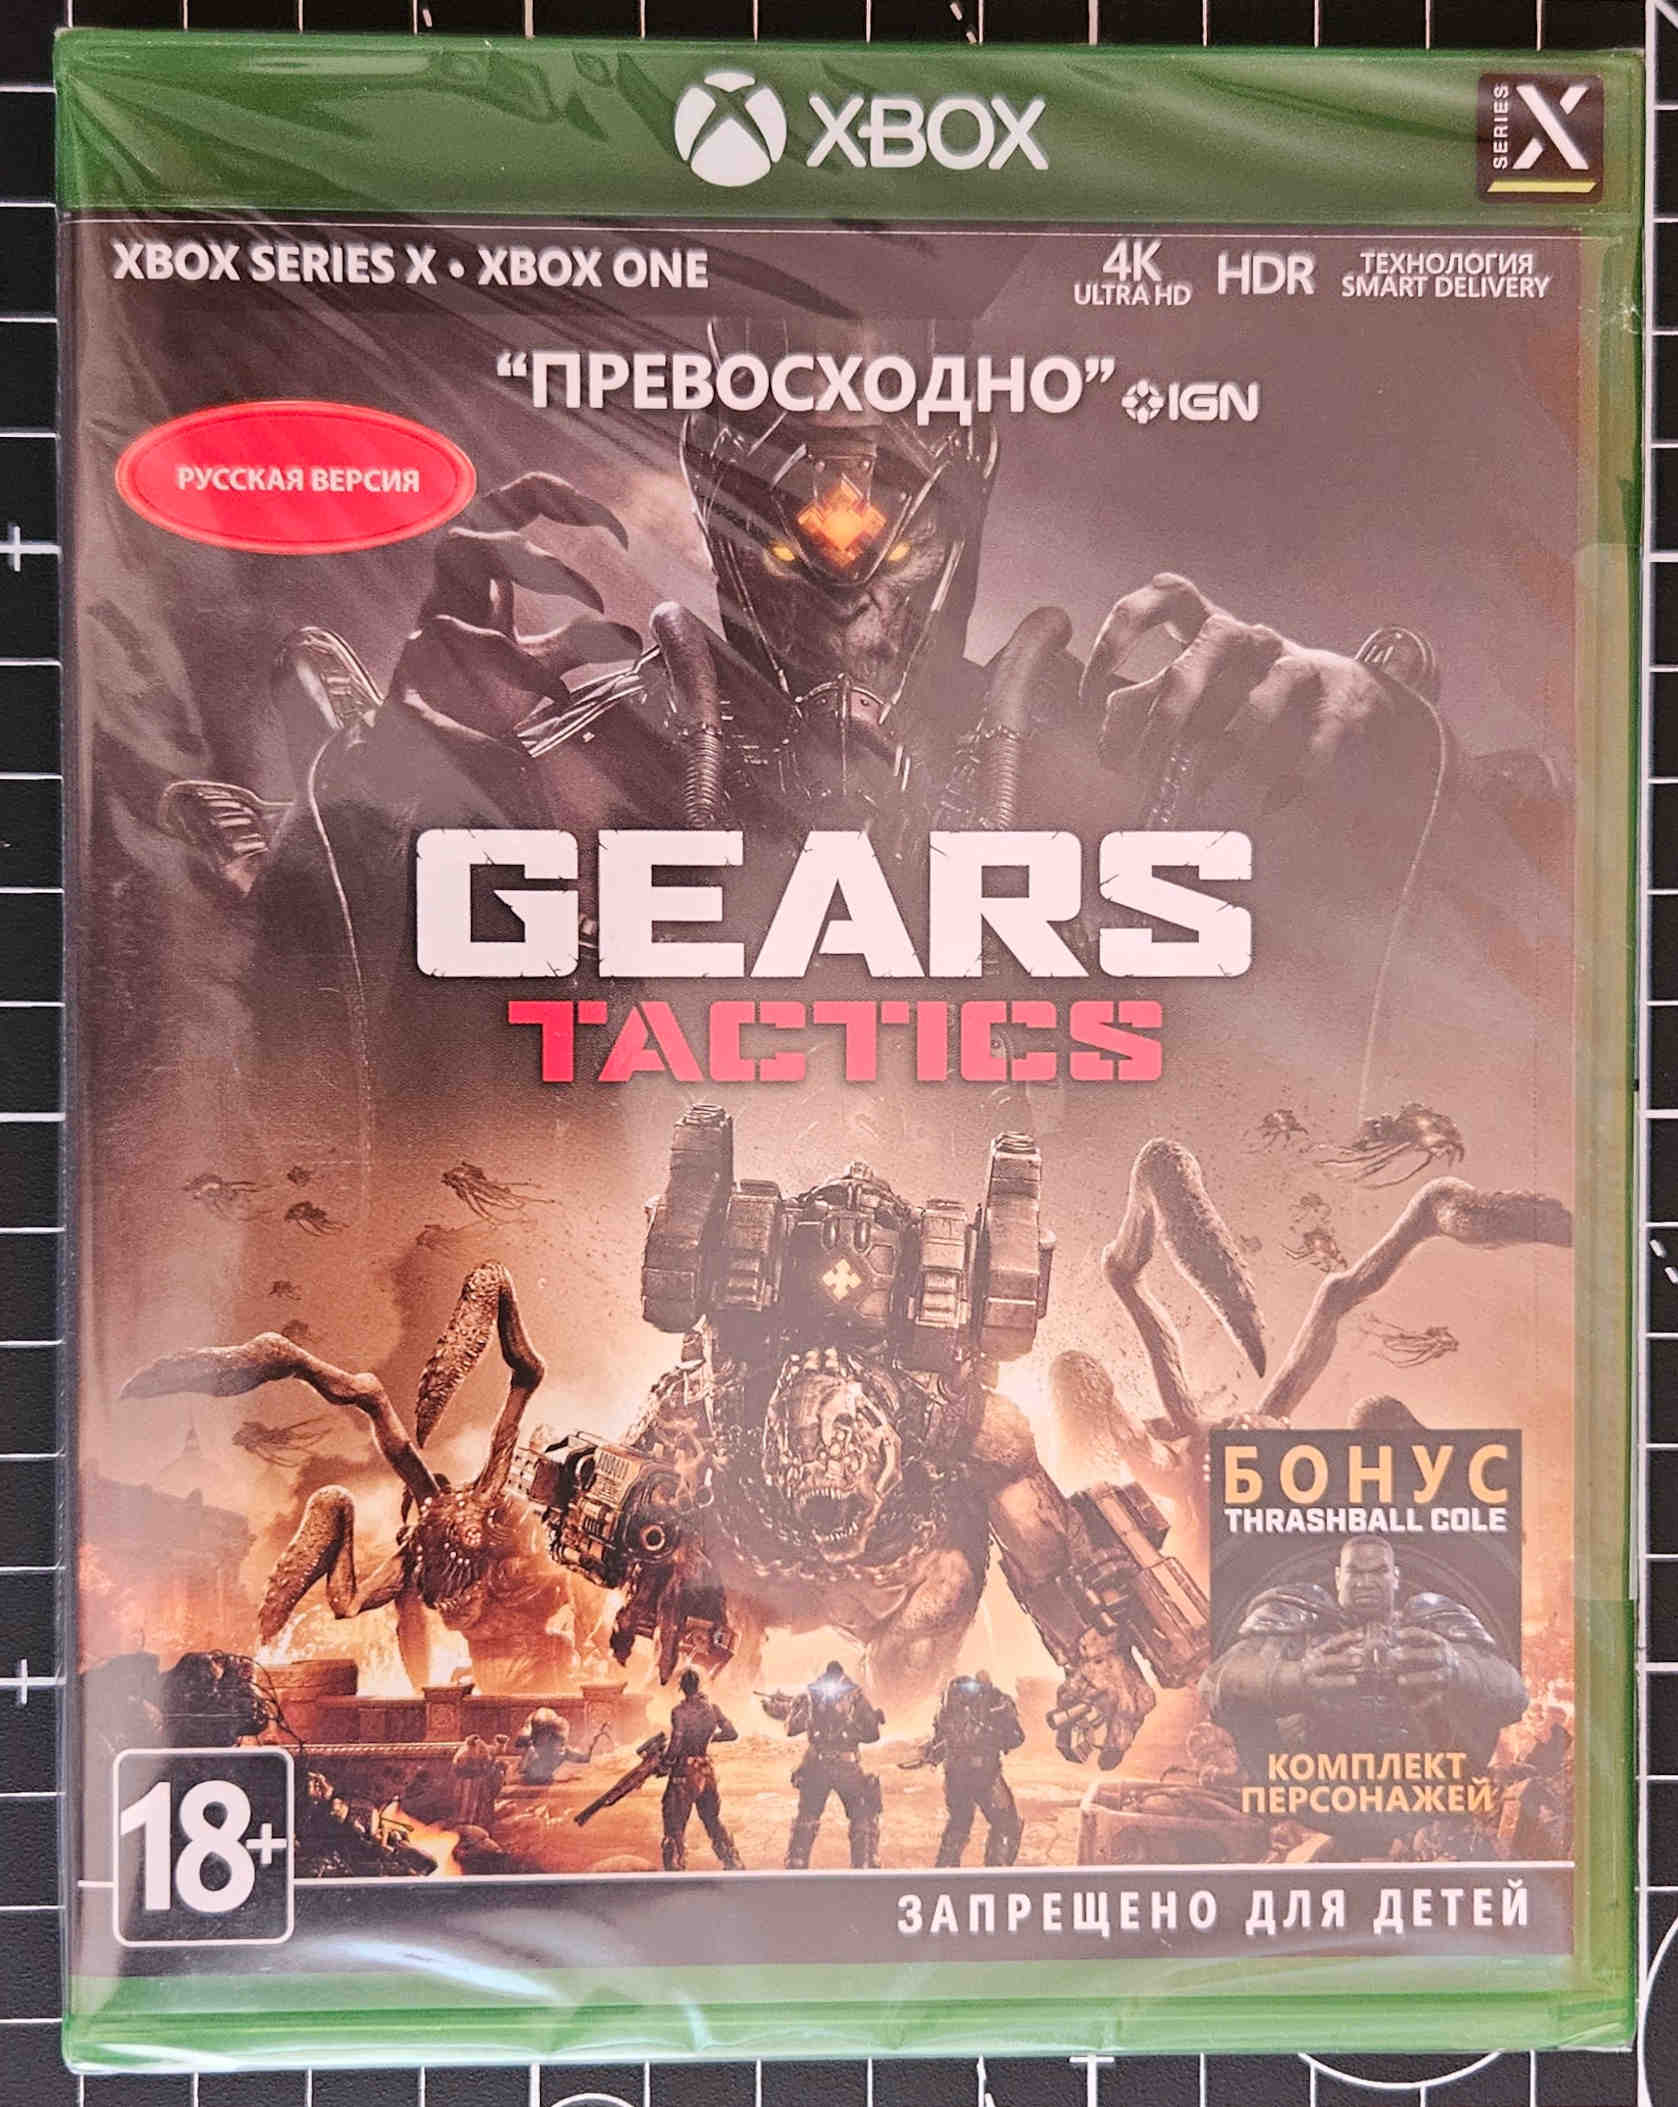 XBOX
SERIES X
XBOX SERIES X • XBOX ONE
4K
ULTRA HD
HDR
ТЕХНОЛОГИЯ
SMART DELIVERY
“ПРЕВОСХОДНО” IGN
РУССКАЯ ВЕРСИЯ
GEARS
TACTICS
БОНУС
THRASHBALL COLE
КОМПЛЕКТ
ПЕРСОНАЖЕЙ
18+
ЗАПРЕЩЕНО ДЛЯ ДЕТЕЙ